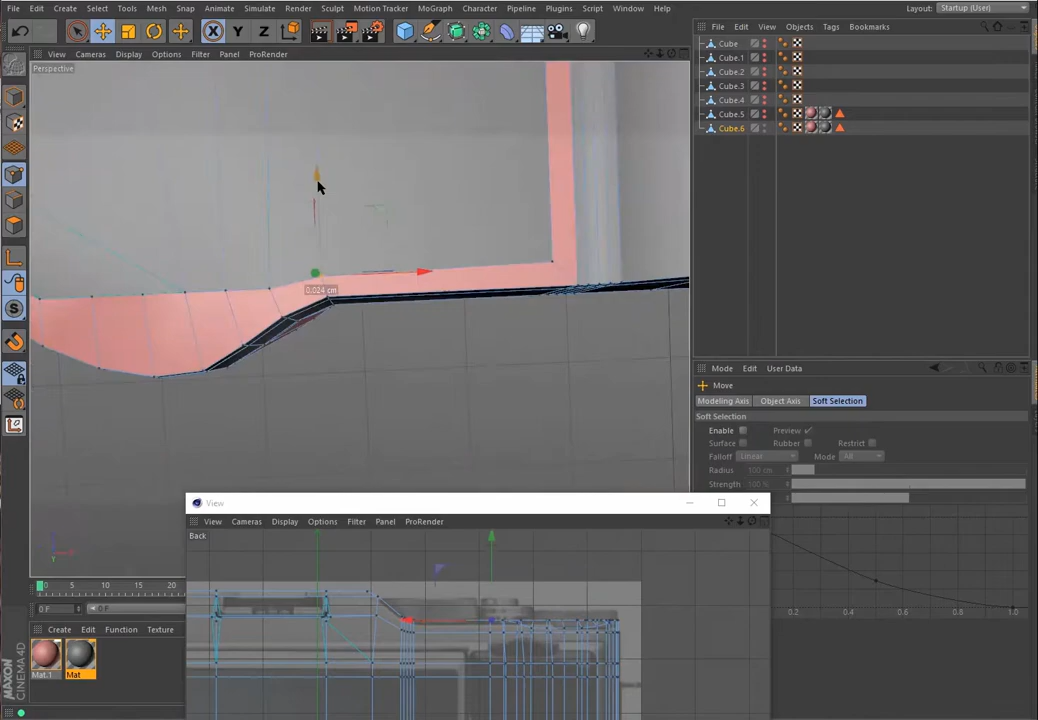 File Edit Create Select Tools Mesh Snap Animate Simulate Render Sculpt Motion Tracker MoGraph Character Pipeline Plugins Script Window Help Layout: Startup (User)
X Y Z
File Edit View Objects Tags Bookmarks
View Cameras Display Options Filter Panel ProRender
Perspective
Cube
Cube.1
Cube.2
Cube.3
Cube.4
Cube.5
Cube.6
0.024 cm
Mode Edit User Data
Move
Modeling Axis Object Axis Soft Selection
Soft Selection
Enable Preview
Surface Rubber Restrict
Falloff Linear Mode All
Radius 100 cm
Strength 100 %
View
View Cameras Display Options Filter Panel ProRender
Back
0 5 10 15 20
0 F 0 F
0.2 0.4 0.6 0.8 1.0
Create Edit Function Texture
Mat.1 Mat
MAXON
CINEMA 4D